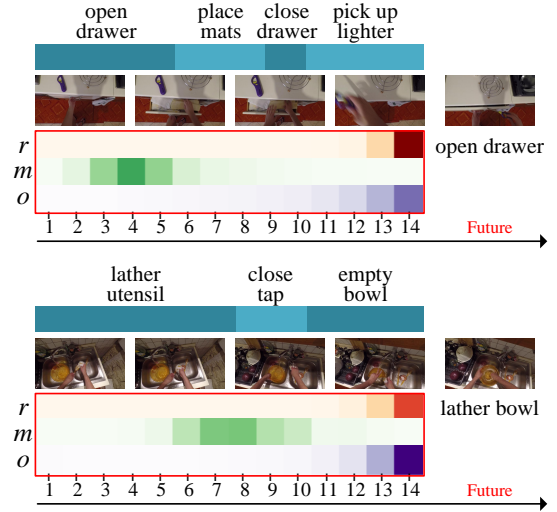 open drawer
place mats
close drawer
pick up lighter
r
open drawer
m
o
1 2 3 4 5 6 7 8 9 10 11 12 13 14
Future
lather utensil
close tap
empty bowl
r
lather bowl
m
o
1 2 3 4 5 6 7 8 9 10 11 12 13 14
Future